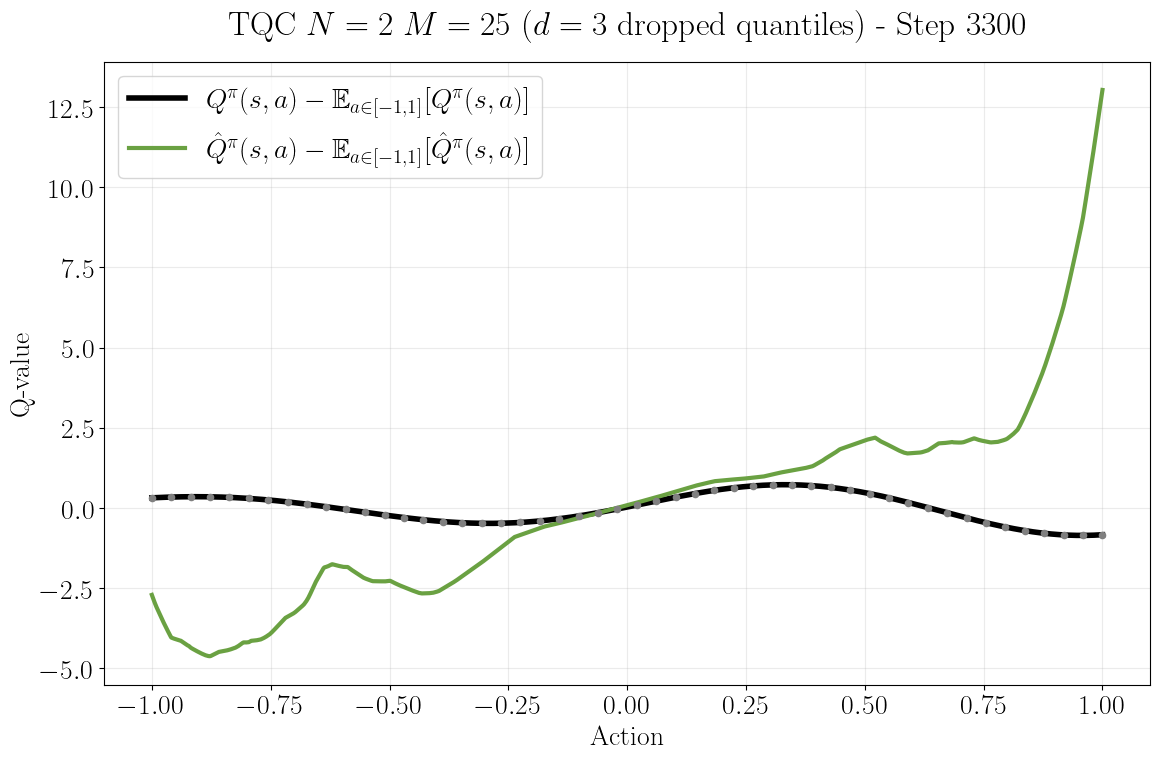 TQC N = 2 M = 25 (d = 3 dropped quantiles) - Step 3300
Q^π(s, a) − 𝔼_{a∈[−1,1]}[Q^π(s, a)]
Q̂^π(s, a) − 𝔼_{a∈[−1,1]}[Q̂^π(s, a)]
12.5
10.0
7.5
5.0
2.5
0.0
−2.5
−5.0
Q-value
−1.00 −0.75 −0.50 −0.25 0.00 0.25 0.50 0.75 1.00
Action